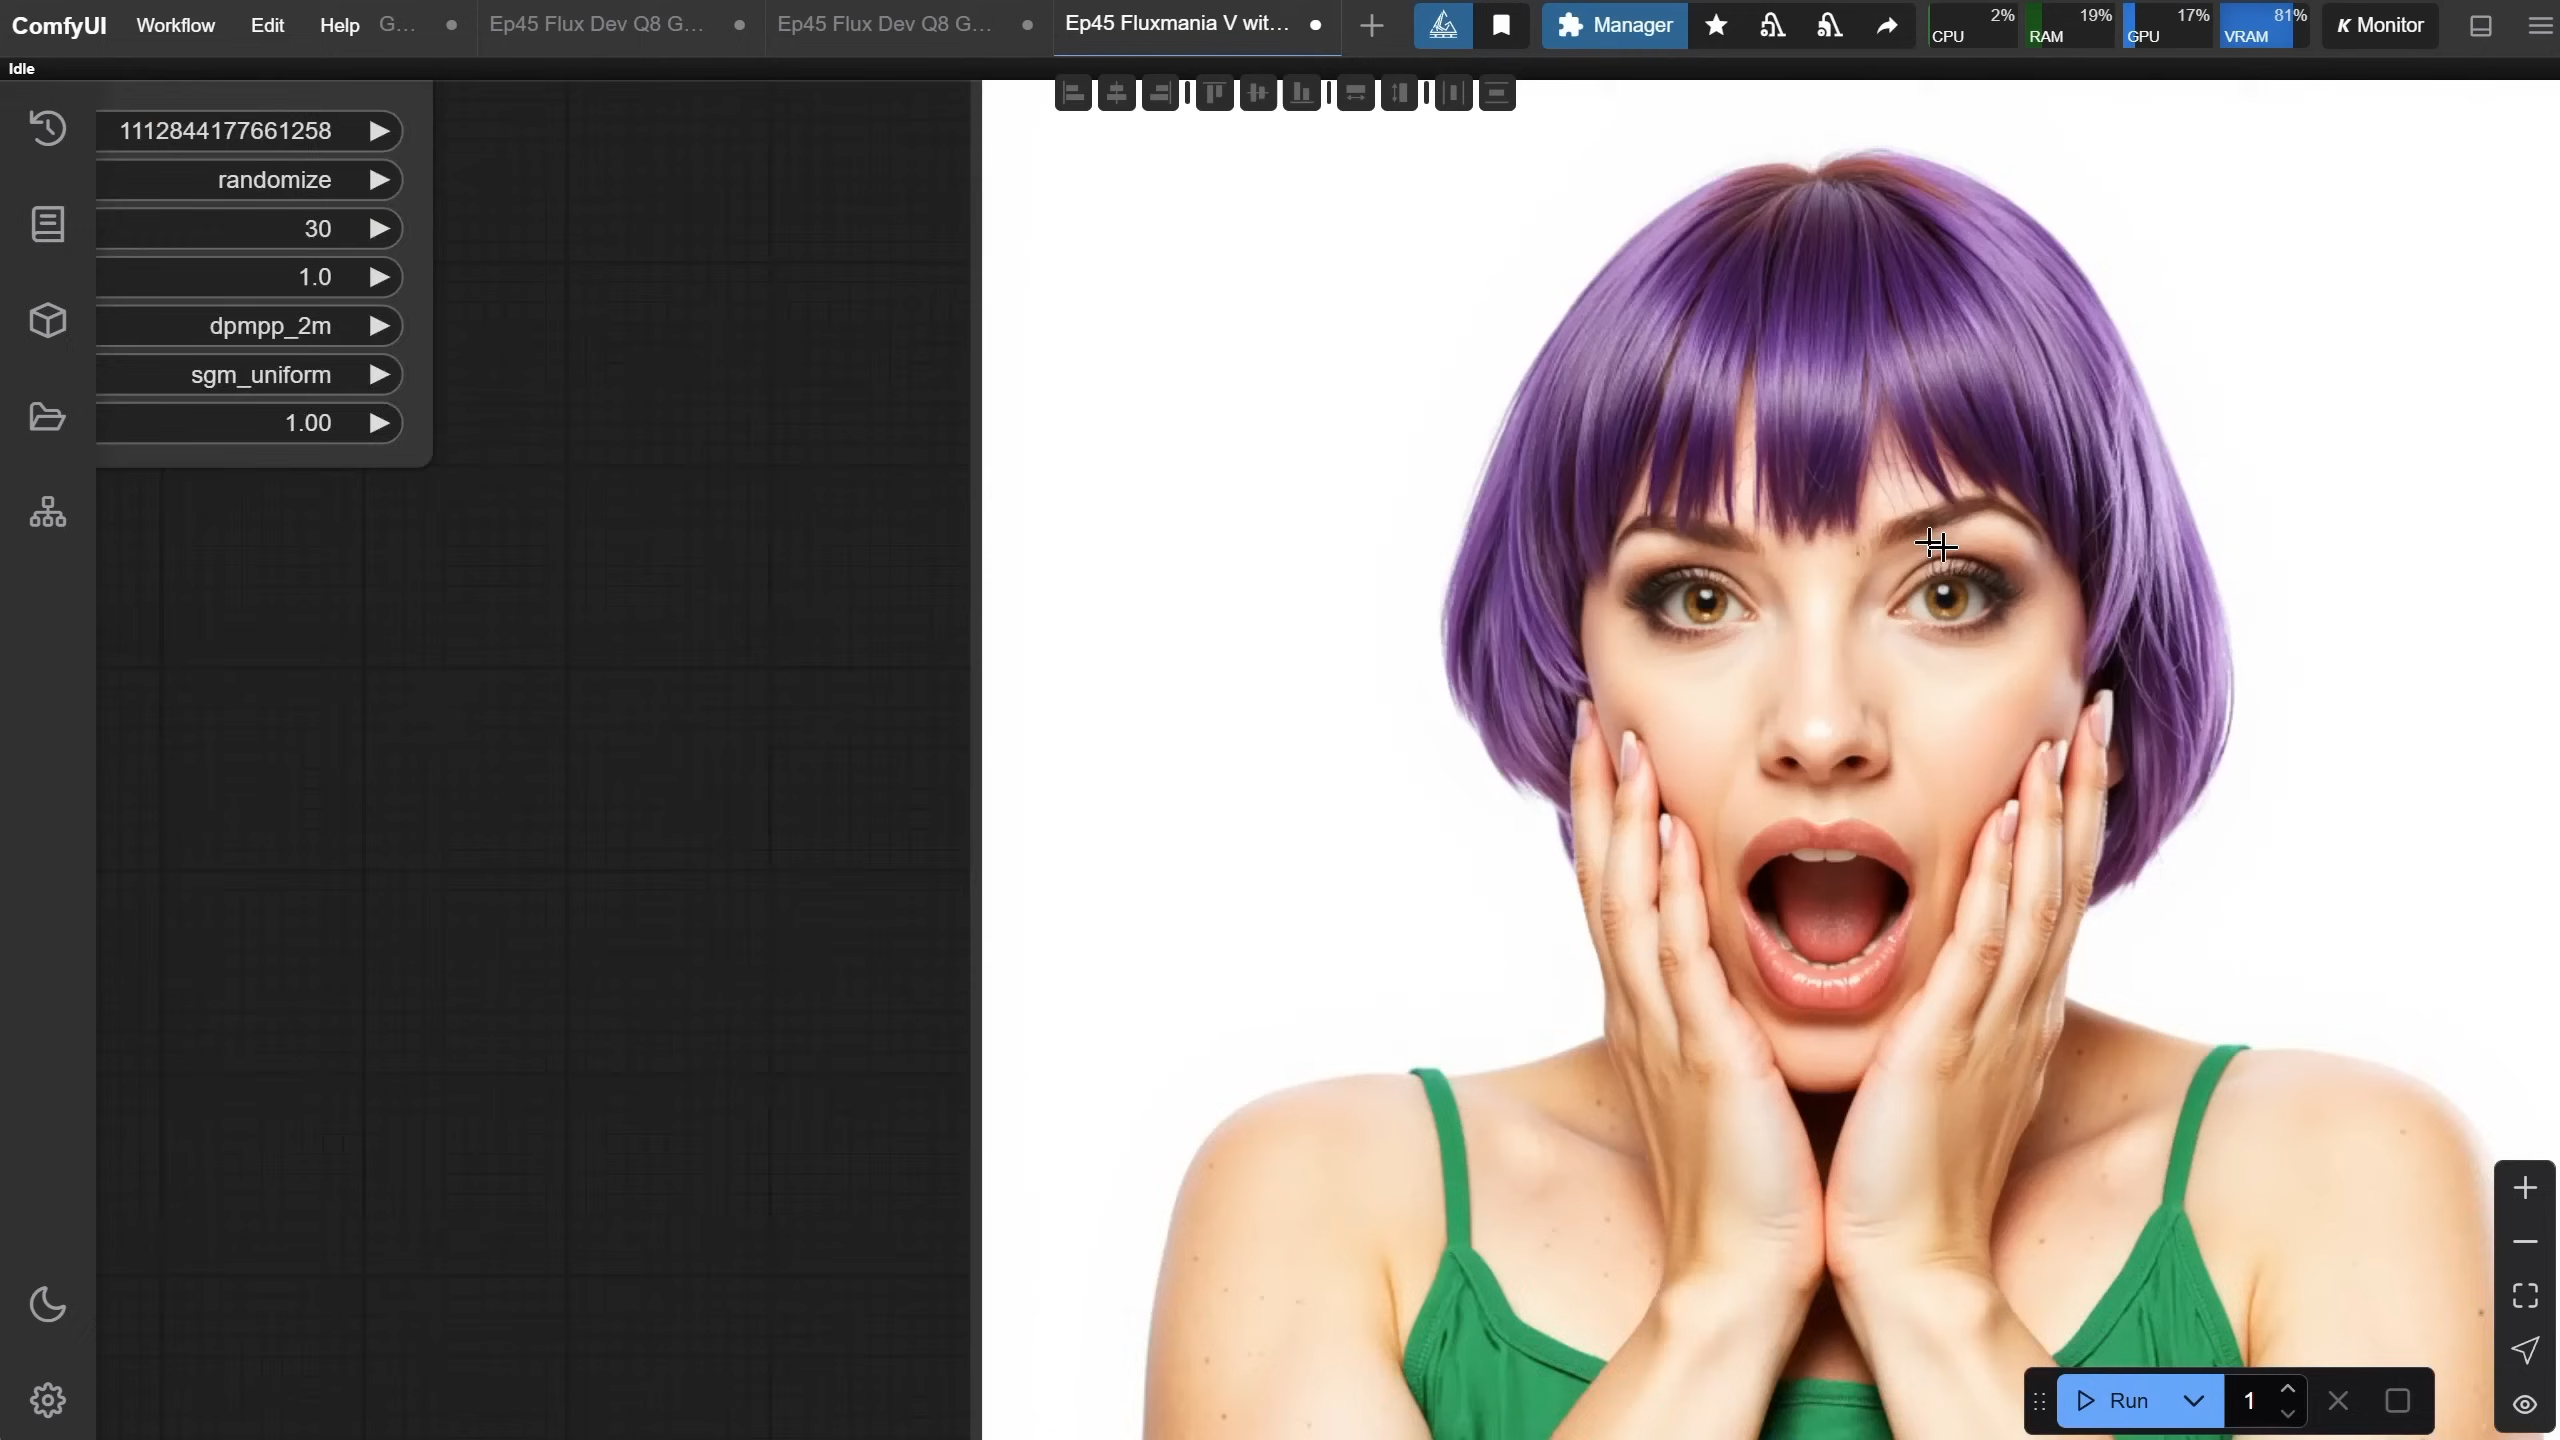 ComfyUI Workflow Edit Help G... Ep45 Flux Dev Q8 G... Ep45 Flux Dev Q8 G... Ep45 Fluxmania V wit... Manager 2% CPU 19% RAM 17% GPU 81% VRAM K Monitor
Idle
1112844177661258
randomize
30
1.0
dpmpp_2m
sgm_uniform
1.00
Run 1